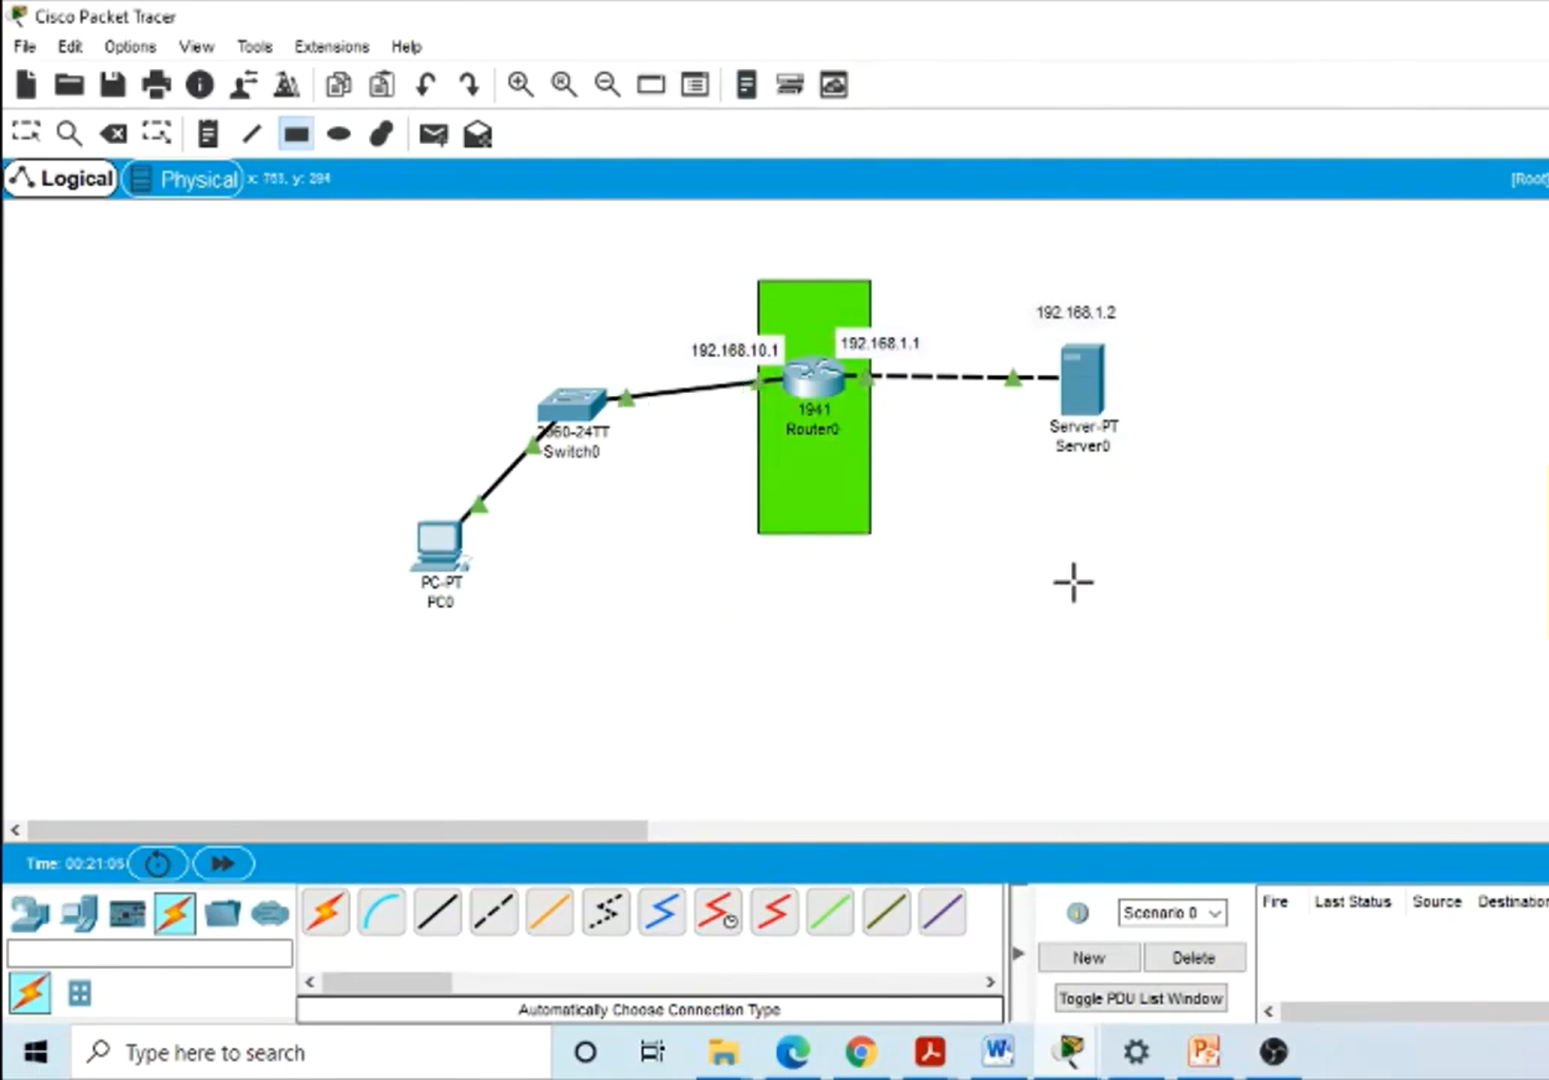 Cisco Packet Tracer
File Edit Options View Tools Extensions Help
Logical Physical x: 763, y: 294 [Root]
192.168.1.2
192.168.10.1 192.168.1.1
1941
Router0
2960-24TT
Switch0
Server-PT
Server0
PC-PT
PC0
Time: 00:21:05
Scenario 0
Fire Last Status Source Destination
New Delete
Toggle PDU List Window
Automatically Choose Connection Type
Type here to search